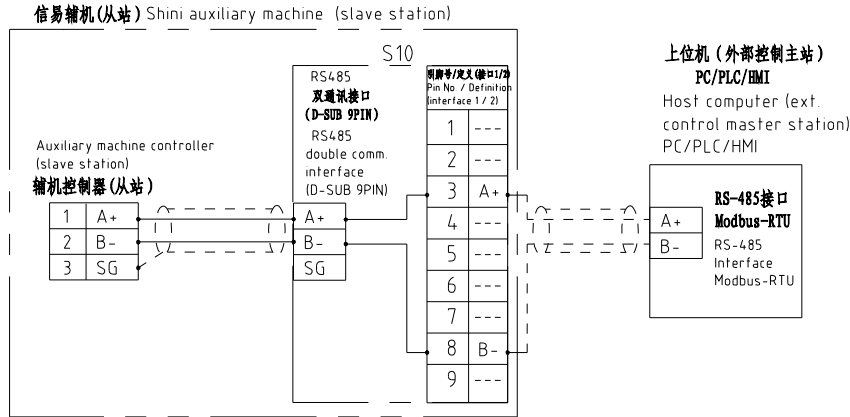 信易辅机(从站) Shini auxiliary machine (slave station)
S10
RS485
双通讯接口
(D-SUB 9PIN)
RS485
double comm.
interface
(D-SUB 9PIN)
引脚号/定义(接口1/2)
Pin No. / Definition
(interface 1 / 2)
1 ---
2 ---
3 A+
4 ---
5 ---
6 ---
7 ---
8 B-
9 ---
Auxiliary machine controller
(slave station)
辅机控制器(从站)
1 A+
2 B-
3 SG
A+
B-
SG
上位机（外部控制主站）
PC/PLC/HMI
Host computer (ext.
control master station)
PC/PLC/HMI
A+
B-
RS-485接口
Modbus-RTU
RS-485
Interface
Modbus-RTU